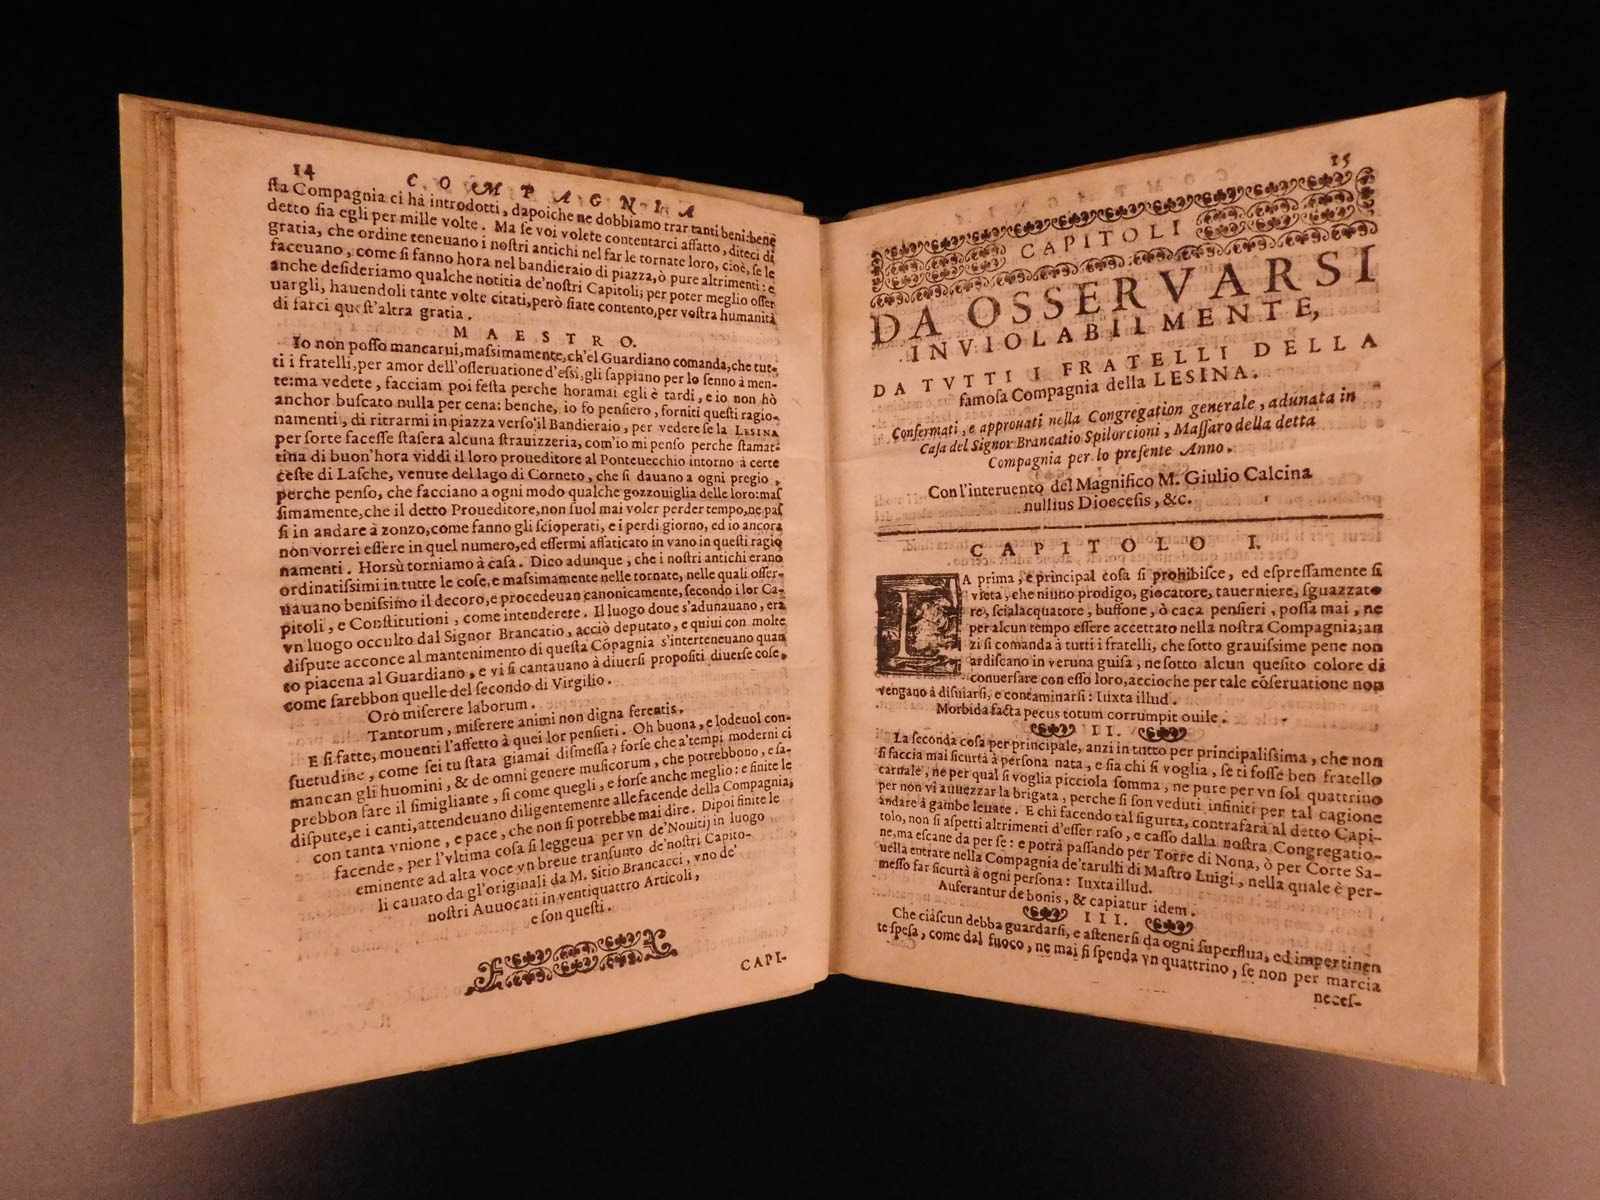 14 COMPAGNIA
sta Compagnia ci hà introdotti, dapoiche ne dobbiamo trar tanti beni: bene
detto sia egli per mille volte. Ma se voi volete contentarci affatto, diteci di
gratia, che ordine teneuano i nostri antichi nel far le tornate loro, cioè, se le
faceuano, come si fanno hora nel bandieraio di piazza, ò pure altrimenti: e
anche desideriamo qualche notitia de'nostri Capitoli, per poter meglio osser
uargli, hauendoli tante volte citati, però siate contento, per vostra humanità
di farci quest'altra gratia.
MAESTRO.
Io non posso mancarui, massimamente, ch'el Guardiano comanda, che tut-
ti i fratelli, per amor dell'osseruatione d'essi, gli sappiano per lo senno à men-
te: ma vedete, facciam poi festa perche horamai egli è tardi, e io non hò
anchor buscato nulla per cena: benche, io fo pensiero, forniti questi ragio-
namenti, di ritrarmi in piazza verso il Bandieraio, per vedere se la LESINA
per sorte facesse stasera alcuna strauizzeria, com'io mi penso perche stamat-
tina di buon'hora viddi il loro proueditore al Ponteuecchio intorno à certe
ceste di Lasche, venute del lago di Corneto, che si dauano a ogni pregio,
perche penso, che facciano a ogni modo qualche gozzouiglia delle loro: mas
simamente, che il detto Proueditore, non suol mai voler perder tempo, ne pas
si in andare à zonzo, come fanno gli scioperati, e i perdi giorno, ed io ancora
non vorrei essere in quel numero, ed essermi affaticato in vano in questi ragio
namenti. Horsù torniamo à casa. Dico adunque, che i nostri antichi erano
ordinatissimi in tutte le cose, e massimamente nelle tornate, nelle quali osser-
uauano benissimo il decoro, e procedeuan canonicamente, secondo i lor Ca-
pitoli, e Constitutioni, come intenderete. Il luogo doue s'adunauano, era
vn luogo occulto dal Signor Brancatio, acciò deputato, e quiui con molte
dispute acconce al mantenimento di questa Cōpagnia s'interteneuano quan
to piacena al Guardiano, e vi si cantauano à diuersi propositi diuerse cose,
come sarebbon quelle del secondo di Virgilio.
Orò miserere laborum.
Tantorum, miserere animi non digna ferentis.
E si fatte, mouenti l'affetto à quei lor pensieri. Oh buona, e lodeuol con-
suetudine, come sei tu stata giamai dismessa? forse che a'tempi moderni ci
mancan gli huomini, & de omni genere musicorum, che potrebbono, e sa-
prebbon fare il simigliante, si come quegli, e forse anche meglio: e finite le
dispute, e i canti, attendeuano diligentemente alle facende della Compagnia,
con tanta vnione, e pace, che non si potrebbe mai dire. Dipoi finite le
facende, per l'vltima cosa si leggeua per vn de'Nouitij in luogo
eminente ad alta voce vn breue transunto de'nostri Capito-
li cauato da gl'originali da M. Sitio Brancacci, vno de'
nostri Auuocati in ventiquattro Articoli,
e son questi.
CAPI-
15
CAPITOLI
DA OSSERVARSI
INVIOLABILMENTE,
DA TVTTI I FRATELLI DELLA
famosa Compagnia della LESINA.
Confermati, e approuati nella Congregation generale, adunata in
Casa del Signor Brancatio Spilorcioni, Massaro della detta
Compagnia per lo presente Anno.
Con l'interuento del Magnifico M. Giulio Calcina
nullius Dioecesis, &c.
CAPITOLO I.
LA prima, e principal cosa si prohibisce, ed espressamente si
vieta, che niuno prodigo, giocatore, tauerniere, sguazzato
re, scialacquatore, buffone, ò caca pensieri, possa mai, ne
per alcun tempo essere accettato nella nostra Compagnia; an
zi si comanda à tutti i fratelli, che sotto grauissime pene non
ardiscano in veruna guisa, ne sotto alcun quesito colore di
conuersare con esso loro, accioche per tale cōseruatione non
vengano à disuiarsi, e contaminarsi: Iuxta illud.
Morbida facta pecus totum corrumpit ouile.
II.
La seconda cosa per principale, anzi in tutto per principalissima, che non
si faccia mai sicurtà à persona nata, e sia chi si voglia, se ti fosse ben fratello
carnale, ne per qual si voglia picciola somma, ne pure per vn sol quattrino
per non vi auuezzar la brigata, perche si son veduti infiniti per tal cagione
andare à gambe leuate. E chi facendo tal sigurta, contrafarà al detto Capi-
tolo, non si aspetti altrimenti d'esser raso, e casso dalla nostra Congregatio-
ne, ma escane da per se: e potrà passando per Torre di Nona, ò per Corte Sa-
uella entrare nella Compagnia de'tarulli di Mastro Luigi, nella quale è per-
messo far sicurtà à ogni persona: Iuxta illud.
Auferantur de bonis, & capiatur idem.
III.
Che ciascun debba guardarsi, e astenersi da ogni superflua, ed impertinen
te spesa, come dal fuoco, ne mai si spenda vn quattrino, se non per marcia
neces-